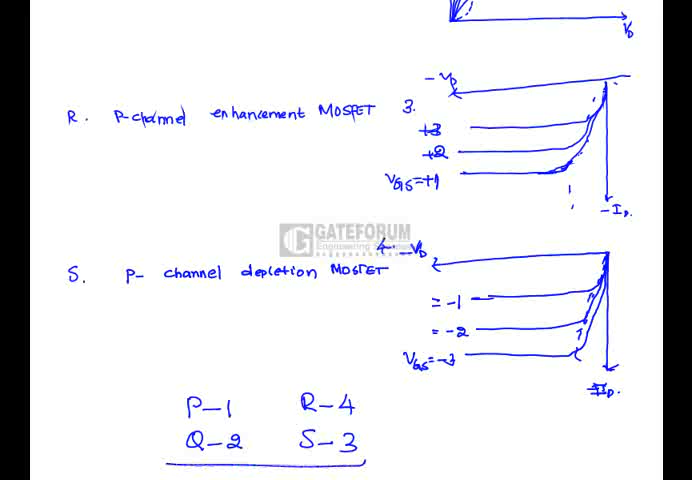 V_D
-V_D
R. P-channel enhancement MOSFET 3.
+3
+2
V_GS=+1
-I_D.
GATEFORUM
Engineering Success
4. -V_D
S. P- channel depletion MOSFET
= -1
= -2
V_GS=-3
-I_D.
P-1 R-4
Q-2 S-3